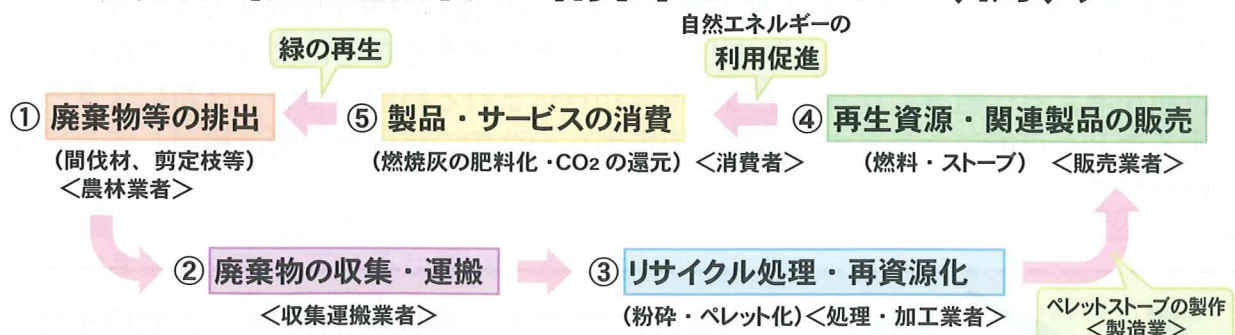 自然エネルギーの
利用促進
緑の再生
① 廃棄物等の排出
(間伐材、剪定枝等)
<農林業者>
⑤ 製品・サービスの消費
(燃焼灰の肥料化・CO2の還元) <消費者>
④ 再生資源・関連製品の販売
(燃料・ストーブ) <販売業者>
② 廃棄物の収集・運搬
<収集運搬業者>
③ リサイクル処理・再資源化
(粉砕・ペレット化)<処理・加工業者>
ペレットストーブの製作
<製造業>